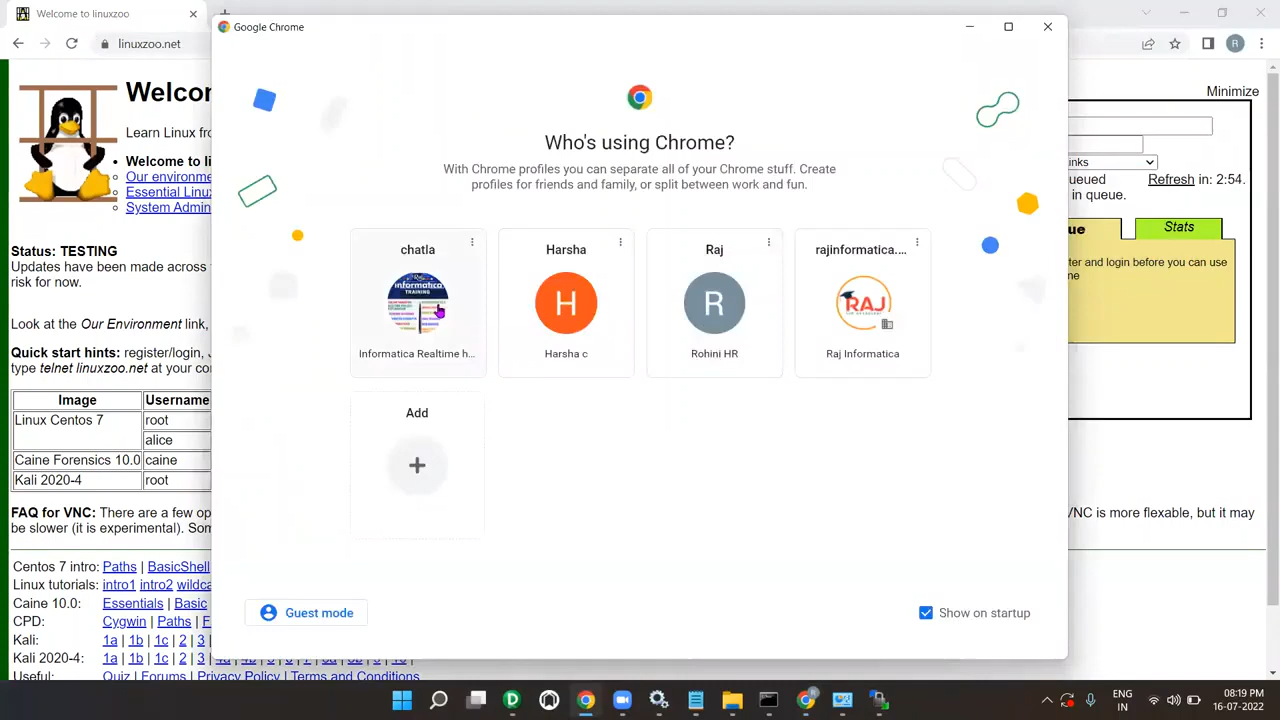 Welcome to linuxzoo
Google Chrome
linuxzoo.net
R
Welcor
Learn Linux fro
Welcome to li
Our environme
Essential Linu
System Admin
Status: TESTING
Updates have been made across
risk for now.
Look at the Our Environment link,
Quick start hints: register/login,
type telnet linuxzoo.net at your co
Image
Username
Linux Centos 7
root
alice
Caine Forensics 10.0
caine
Kali 2020-4
root
FAQ for VNC: There are a few op
be slower (it is experimental). Son
Centos 7 intro: Paths | BasicShell
Linux tutorials: intro1 intro2 wildca
Caine 10.0: Essentials | Basic
CPD: Cygwin | Paths | F
Kali: 1a | 1b | 1c | 2 | 3 |
Kali 2020-4: 1a | 1b | 1c | 2 | 3 |
Useful: Quiz | Forums | Privacy Policy | Terms and Conditions
Who's using Chrome?
With Chrome profiles you can separate all of your Chrome stuff. Create
profiles for friends and family, or split between work and fun.
chatla
informatica
TRAINING
Informatica Realtime h...
Harsha
H
Harsha c
Raj
R
Rohini HR
rajinformatica....
RAJ
Raj Informatica
Add
Guest mode
Show on startup
Minimize
inks
queued
Refresh in: 2:54.
in queue.
ue
Stats
ter and login before you can use
ne
VNC is more flexable, but it may
ENG
IN
08:19 PM
16-07-2022